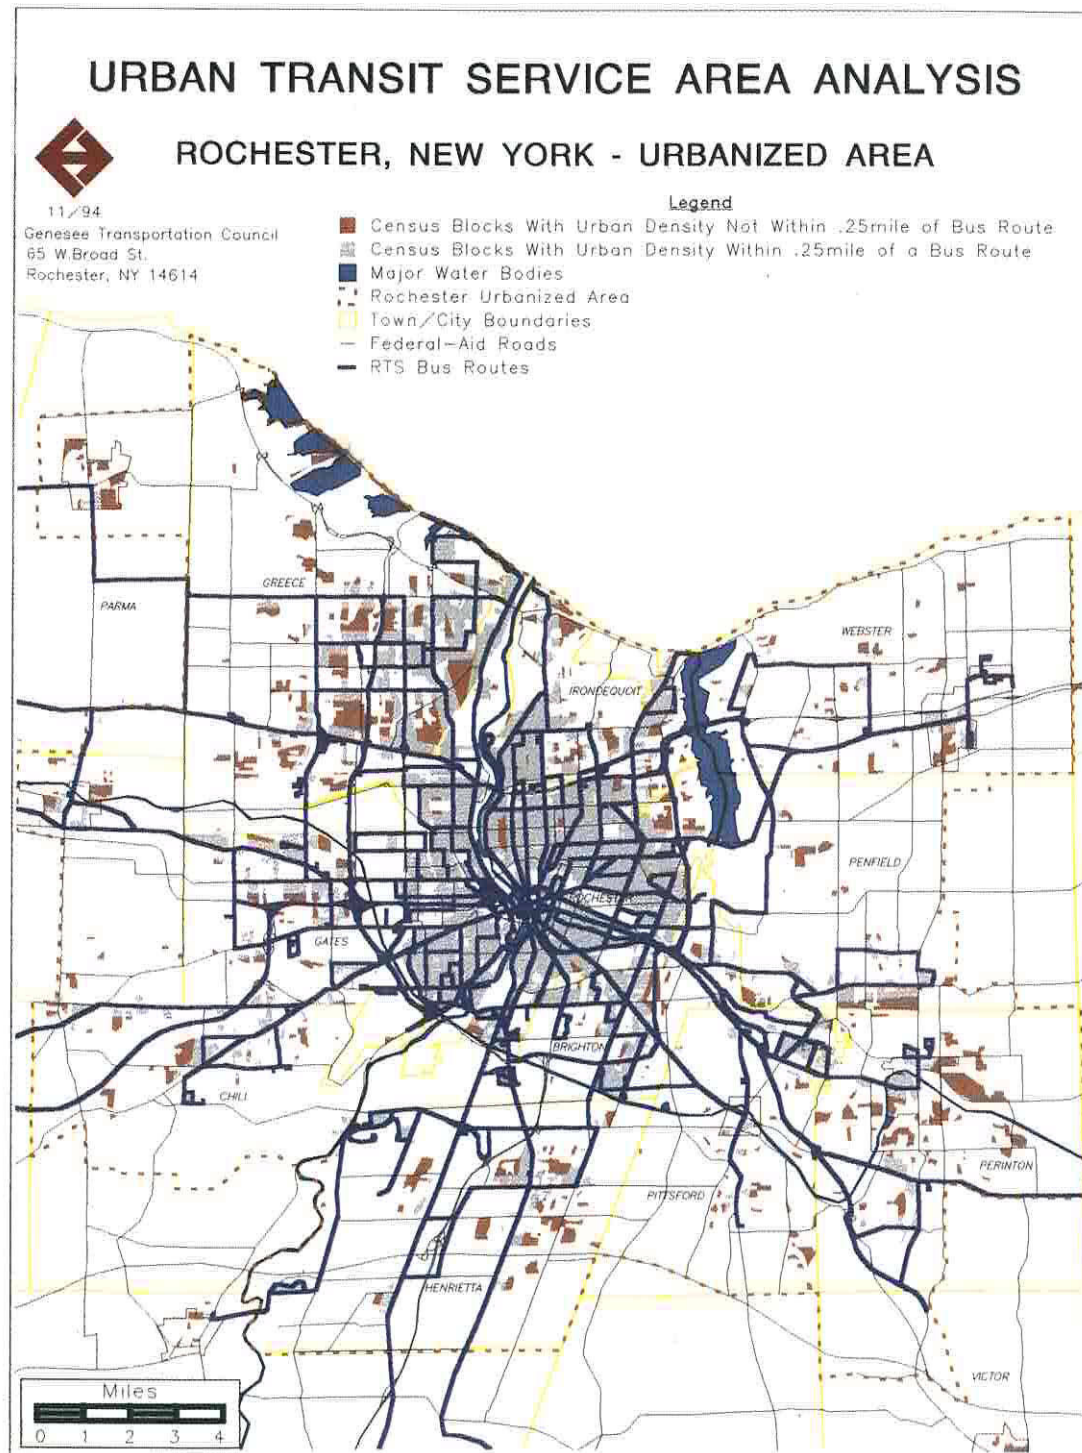 URBAN TRANSIT SERVICE AREA ANALYSIS
ROCHESTER, NEW YORK - URBANIZED AREA
11/94
Genesee Transportation Council
65 W.Broad St.
Rochester, NY 14614
Legend
Census Blocks With Urban Density Not Within .25mile of Bus Route
Census Blocks With Urban Density Within .25mile of a Bus Route
Major Water Bodies
Rochester Urbanized Area
Town/City Boundaries
Federal-Aid Roads
RTS Bus Routes
GREECE
PARMA
WEBSTER
IRONDEQUOIT
PENFIELD
ROCHESTER
GATES
BRIGHTON
CHILI
PERINTON
PITTSFORD
HENRIETTA
VICTOR
Miles
0 1 2 3 4